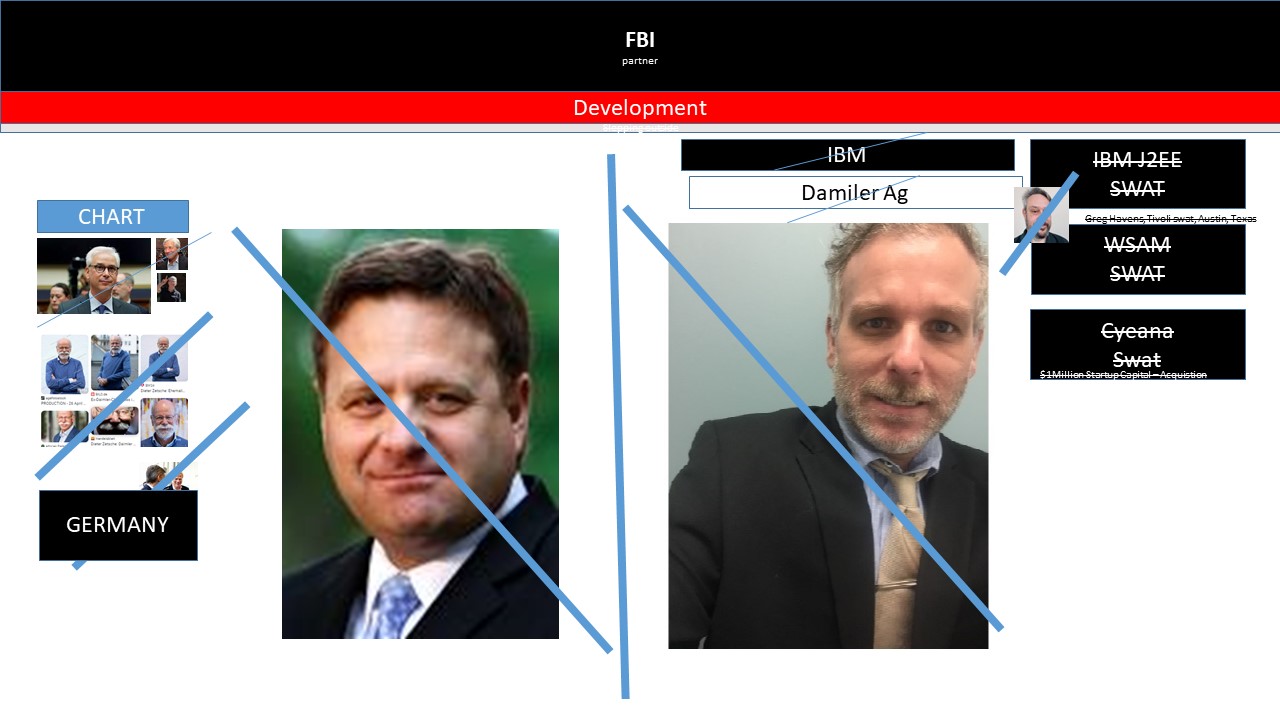 FBI
partner
Development
IBM
Damiler Ag
IBM J2EE
SWAT
Greg Havens, Tivoli swat, Austin, Texas
WSAM
SWAT
Cyeana
Swat
$1Million Startup Capital – Acquistion
CHART
GERMANY